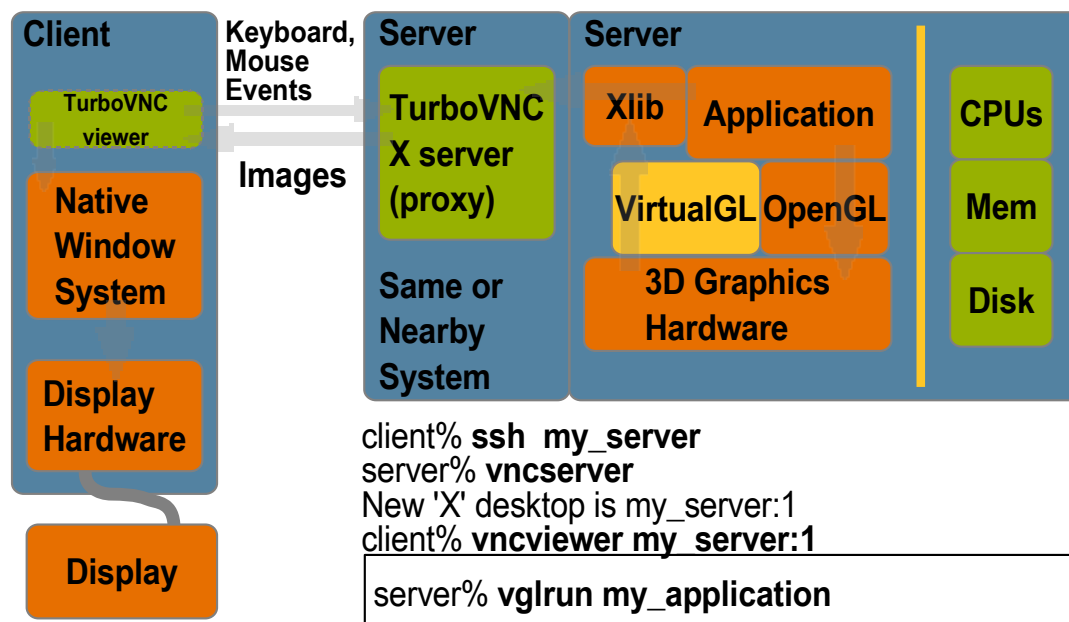 Client
TurboVNC
viewer
Native
Window
System
Display
Hardware
Display
Keyboard,
Mouse
Events
Images
Server
TurboVNC
X server
(proxy)
Same or
Nearby
System
Server
Xlib
Application
VirtualGL
OpenGL
3D Graphics
Hardware
CPUs
Mem
Disk
client% ssh my_server
server% vncserver
New 'X' desktop is my_server:1
client% vncviewer my_server:1
server% vglrun my_application